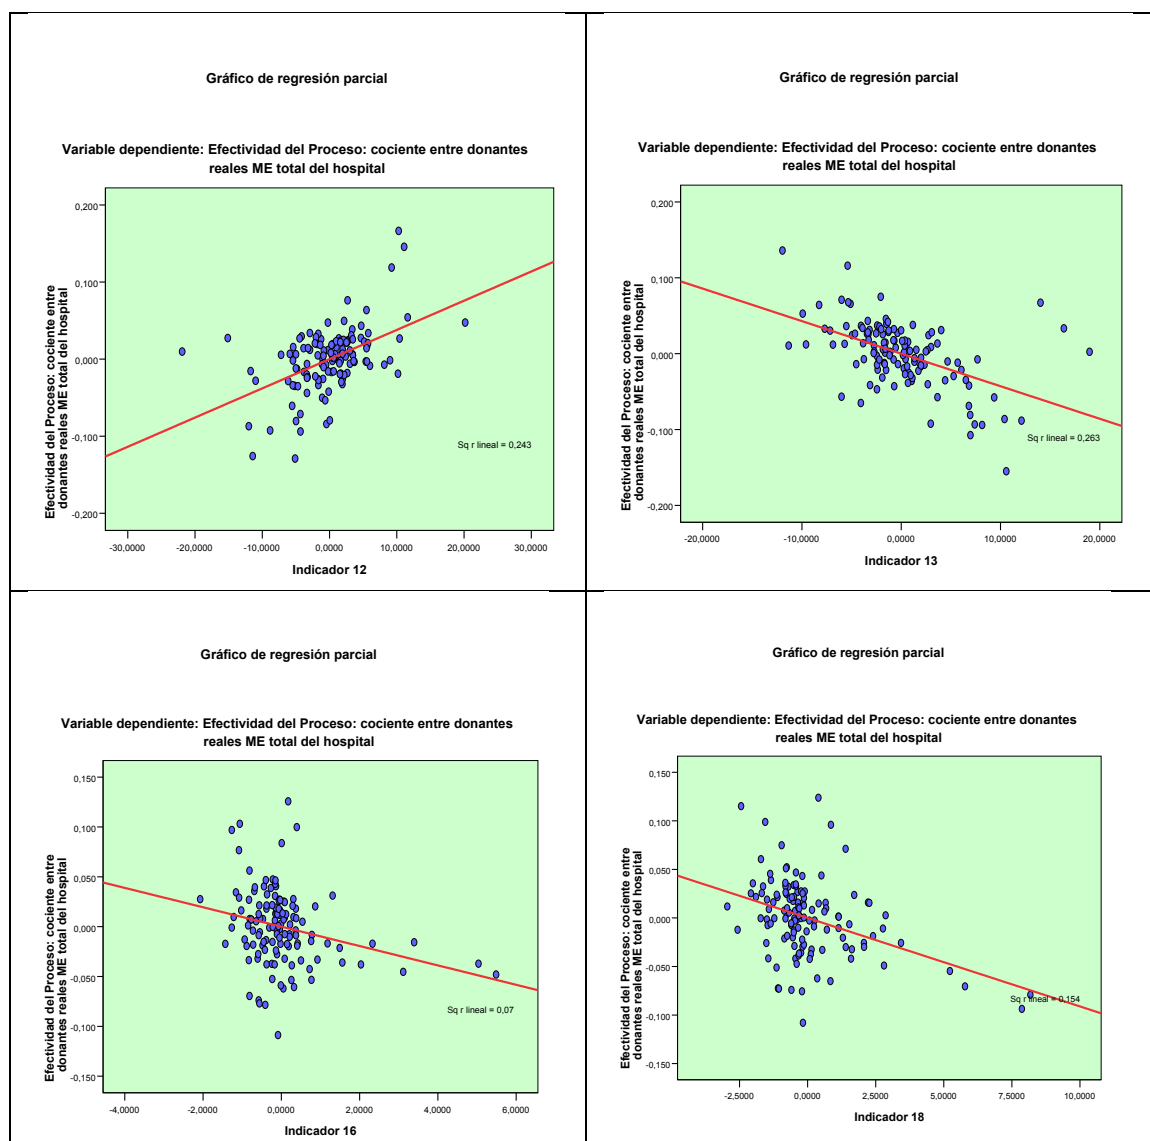 Gráfico de regresión parcial
Variable dependiente: Efectividad del Proceso: cociente entre donantes
reales ME total del hospital
Efectividad del Proceso: cociente entre
donantes reales ME total del hospital
0,200
0,100
0,000
-0,100
-0,200
Sq r lineal = 0,243
-30,0000 -20,0000 -10,0000 0,0000 10,0000 20,0000 30,0000
Indicador 12
Gráfico de regresión parcial
Variable dependiente: Efectividad del Proceso: cociente entre donantes
reales ME total del hospital
Efectividad del Proceso: cociente entre
donantes reales ME total del hospital
0,200
0,100
0,000
-0,100
-0,200
Sq r lineal = 0,263
-20,0000 -10,0000 0,0000 10,0000 20,0000
Indicador 13
Gráfico de regresión parcial
Variable dependiente: Efectividad del Proceso: cociente entre donantes
reales ME total del hospital
Efectividad del Proceso: cociente entre
donantes reales ME total del hospital
0,150
0,100
0,050
0,000
-0,050
-0,100
-0,150
Sq r lineal = 0,07
-4,0000 -2,0000 0,0000 2,0000 4,0000 6,0000
Indicador 16
Gráfico de regresión parcial
Variable dependiente: Efectividad del Proceso: cociente entre donantes
reales ME total del hospital
Efectividad del Proceso: cociente entre
donantes reales ME total del hospital
0,150
0,100
0,050
0,000
-0,050
-0,100
-0,150
Sq r lineal = 0,154
-2,5000 0,0000 2,5000 5,0000 7,5000 10,0000
Indicador 18